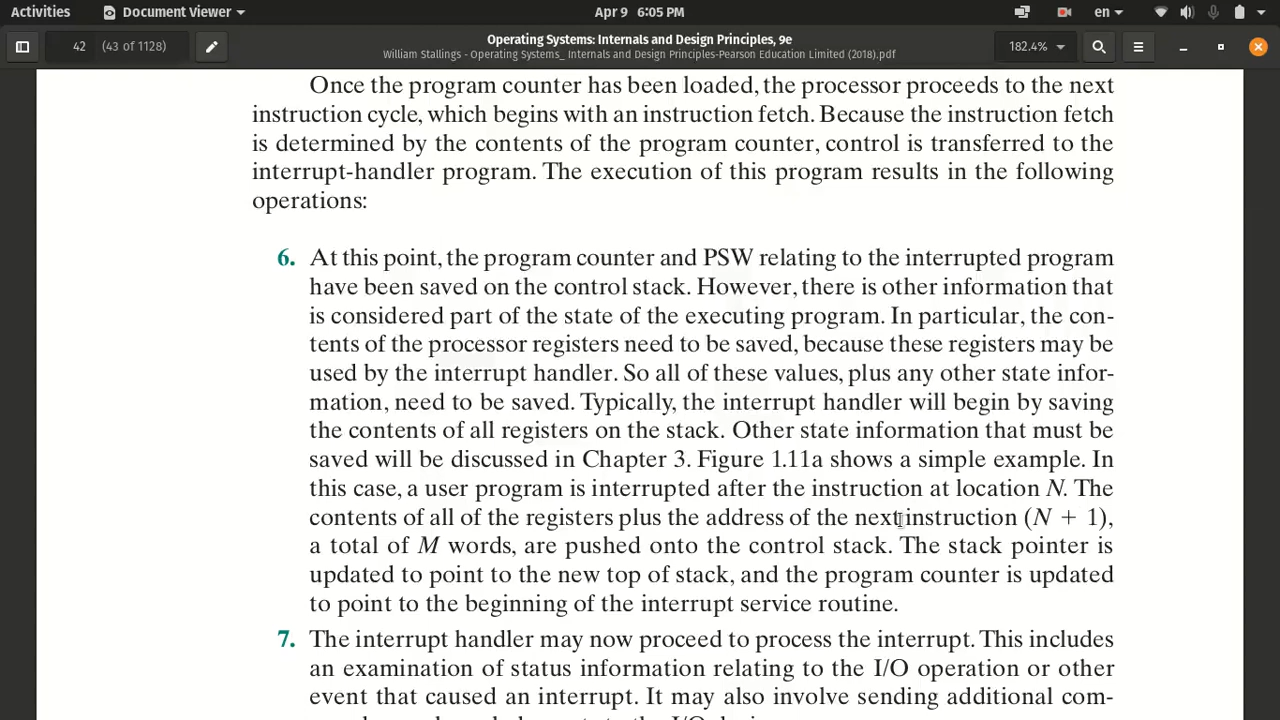 Activities
Document Viewer
Apr 9 6:05 PM
en
42
(43 of 1128)
Operating Systems: Internals and Design Principles, 9e
William Stallings - Operating Systems_ Internals and Design Principles-Pearson Education Limited (2018).pdf
182.4%
Once the program counter has been loaded, the processor proceeds to the next
instruction cycle, which begins with an instruction fetch. Because the instruction fetch
is determined by the contents of the program counter, control is transferred to the
interrupt-handler program. The execution of this program results in the following
operations:
6. At this point, the program counter and PSW relating to the interrupted program
have been saved on the control stack. However, there is other information that
is considered part of the state of the executing program. In particular, the con-
tents of the processor registers need to be saved, because these registers may be
used by the interrupt handler. So all of these values, plus any other state infor-
mation, need to be saved. Typically, the interrupt handler will begin by saving
the contents of all registers on the stack. Other state information that must be
saved will be discussed in Chapter 3. Figure 1.11a shows a simple example. In
this case, a user program is interrupted after the instruction at location N. The
contents of all of the registers plus the address of the next instruction (N + 1),
a total of M words, are pushed onto the control stack. The stack pointer is
updated to point to the new top of stack, and the program counter is updated
to point to the beginning of the interrupt service routine.
7. The interrupt handler may now proceed to process the interrupt. This includes
an examination of status information relating to the I/O operation or other
event that caused an interrupt. It may also involve sending additional com-